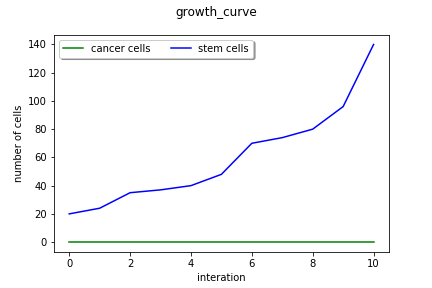 growth_curve
cancer cells
stem cells
number of cells
140
120
100
80
60
40
20
0
0 2 4 6 8 10
interation